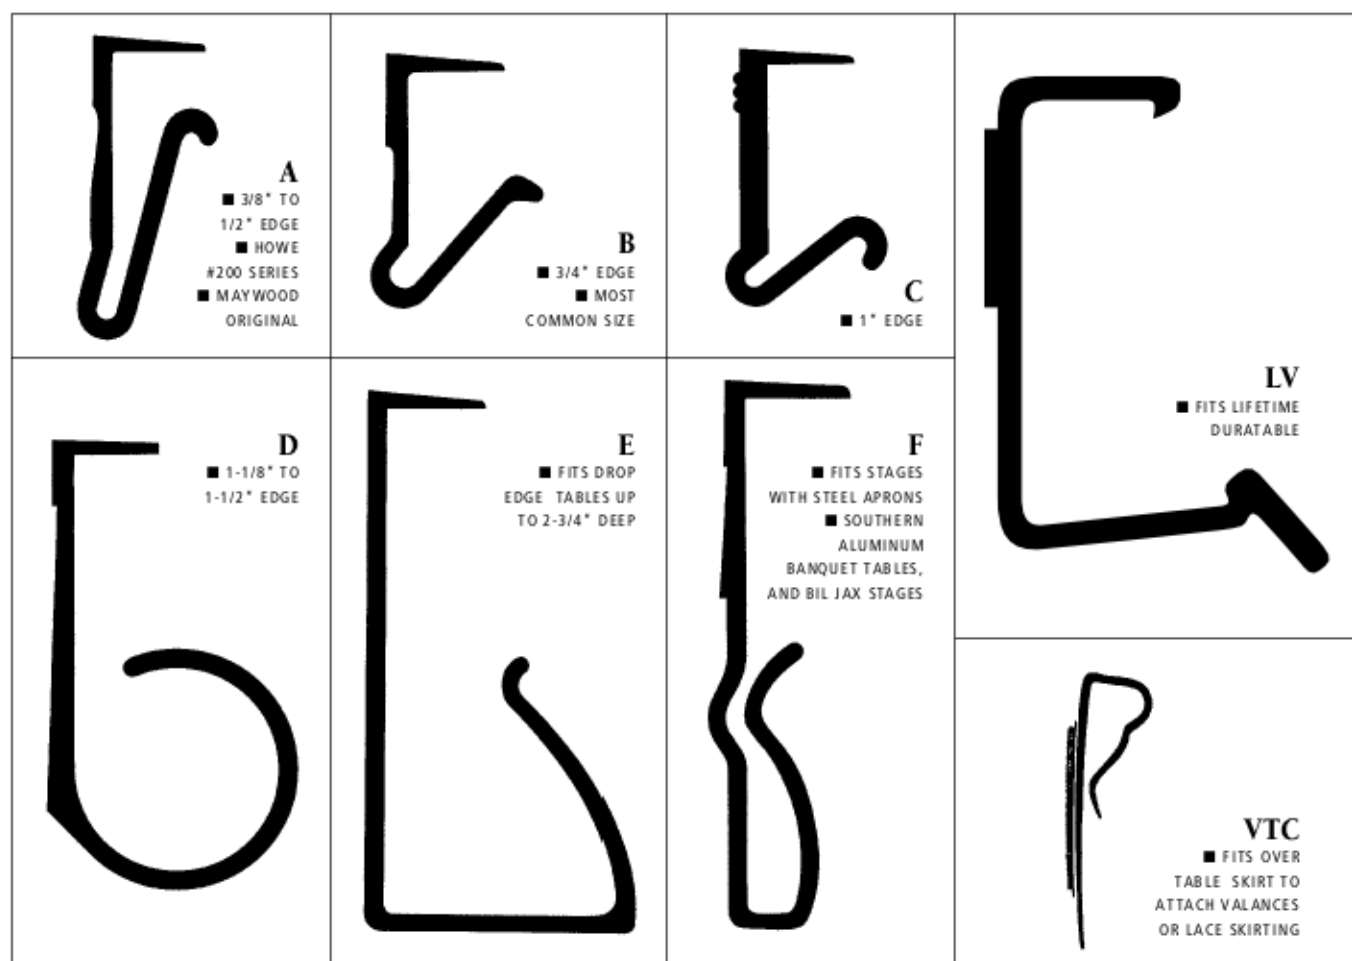 A
■ 3/8" TO
1/2" EDGE
■ HOWE
#200 SERIES
■ MAYWOOD
ORIGINAL
B
■ 3/4" EDGE
■ MOST
COMMON SIZE
C
■ 1" EDGE
LV
■ FITS LIFETIME
DURATABLE
D
■ 1-1/8" TO
1-1/2" EDGE
E
■ FITS DROP
EDGE TABLES UP
TO 2-3/4" DEEP
F
■ FITS STAGES
WITH STEEL APRONS
■ SOUTHERN
ALUMINUM
BANQUET TABLES,
AND BIL JAX STAGES
VTC
■ FITS OVER
TABLE SKIRT TO
ATTACH VALANCES
OR LACE SKIRTING